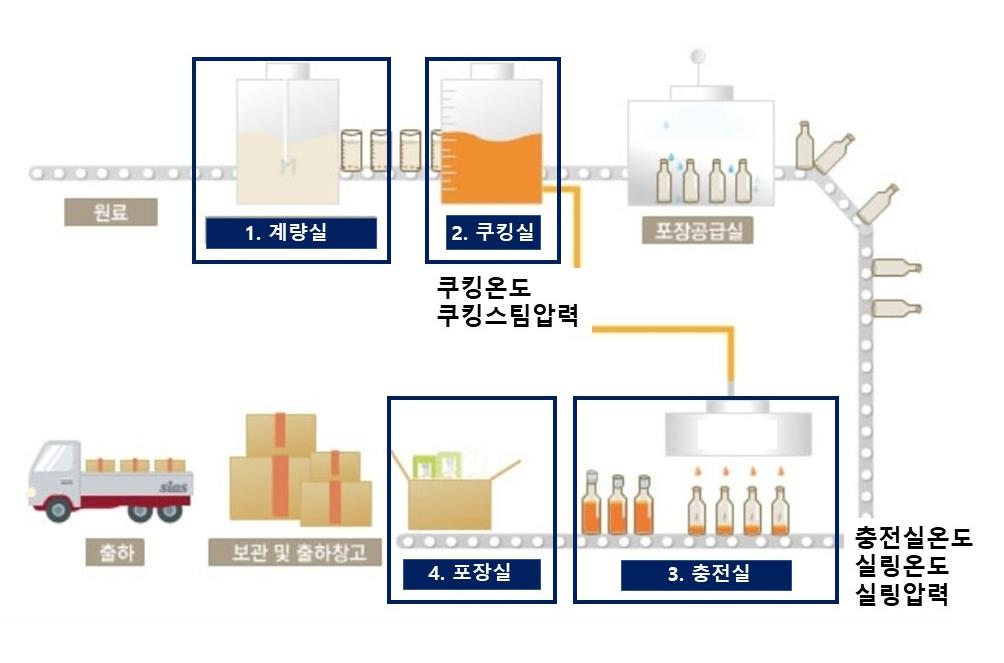 원료
1. 계량실
2. 쿠킹실
포장공급실
쿠킹온도
쿠킹스팀압력
sias
출하
보관 및 출하창고
4. 포장실
3. 충전실
충전실온도
실링온도
실링압력